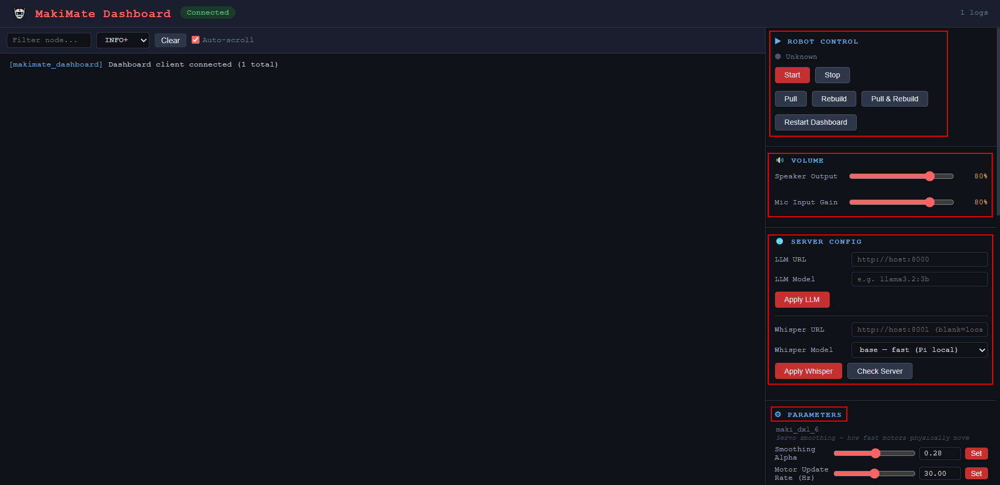 MakiMate Dashboard
Connected
1 logs
Filter node...
INFO+
Clear
Auto-scroll
[makimate_dashboard] Dashboard client connected (1 total)
ROBOT CONTROL
Unknown
Start
Stop
Pull
Rebuild
Pull & Rebuild
Restart Dashboard
VOLUME
Speaker Output
80%
Mic Input Gain
80%
SERVER CONFIG
LLM URL
http://host:8000
LLM Model
e.g. llama3.2:3b
Apply LLM
Whisper URL
http://host:8001 (blank=loca
Whisper Model
base — fast (Pi local)
Apply Whisper
Check Server
PARAMETERS
maki_dxl_6
Servo smoothing — how fast motors physically move
Smoothing
Alpha
0.28
Set
Motor Update
Rate (Hz)
30.00
Set